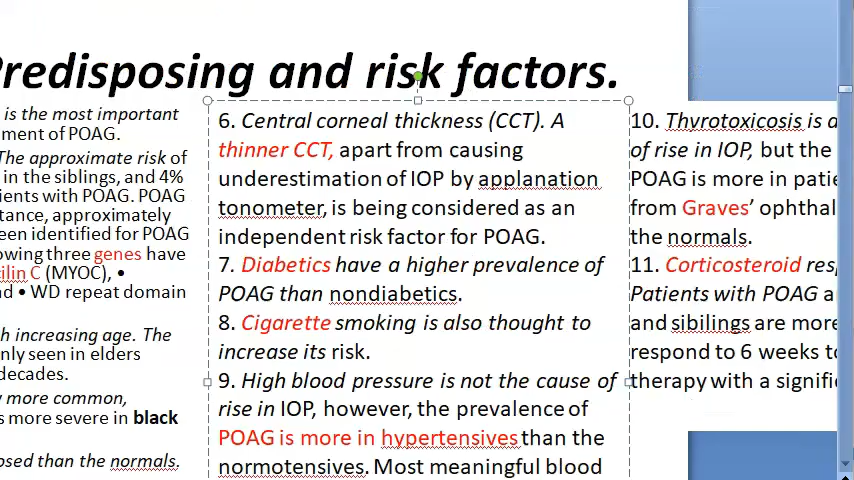 Predisposing and risk factors.
is the most important
ment of POAG.
The approximate risk of
in the siblings, and 4%
ients with POAG. POAG
tance, approximately
een identified for POAG
owing three genes have
cilin C (MYOC), •
nd • WD repeat domain
h increasing age. The
nly seen in elders
decades.
y more common,
s more severe in black
osed than the normals.
6. Central corneal thickness (CCT). A
thinner CCT, apart from causing
underestimation of IOP by applanation
tonometer, is being considered as an
independent risk factor for POAG.
7. Diabetics have a higher prevalence of
POAG than nondiabetics.
8. Cigarette smoking is also thought to
increase its risk.
9. High blood pressure is not the cause of
rise in IOP, however, the prevalence of
POAG is more in hypertensives than the
normotensives. Most meaningful blood
10. Thyrotoxicosis is a
of rise in IOP, but the
POAG is more in patie
from Graves’ ophthal
the normals.
11. Corticosteroid res
Patients with POAG a
and sibilings are more
respond to 6 weeks to
therapy with a signifi